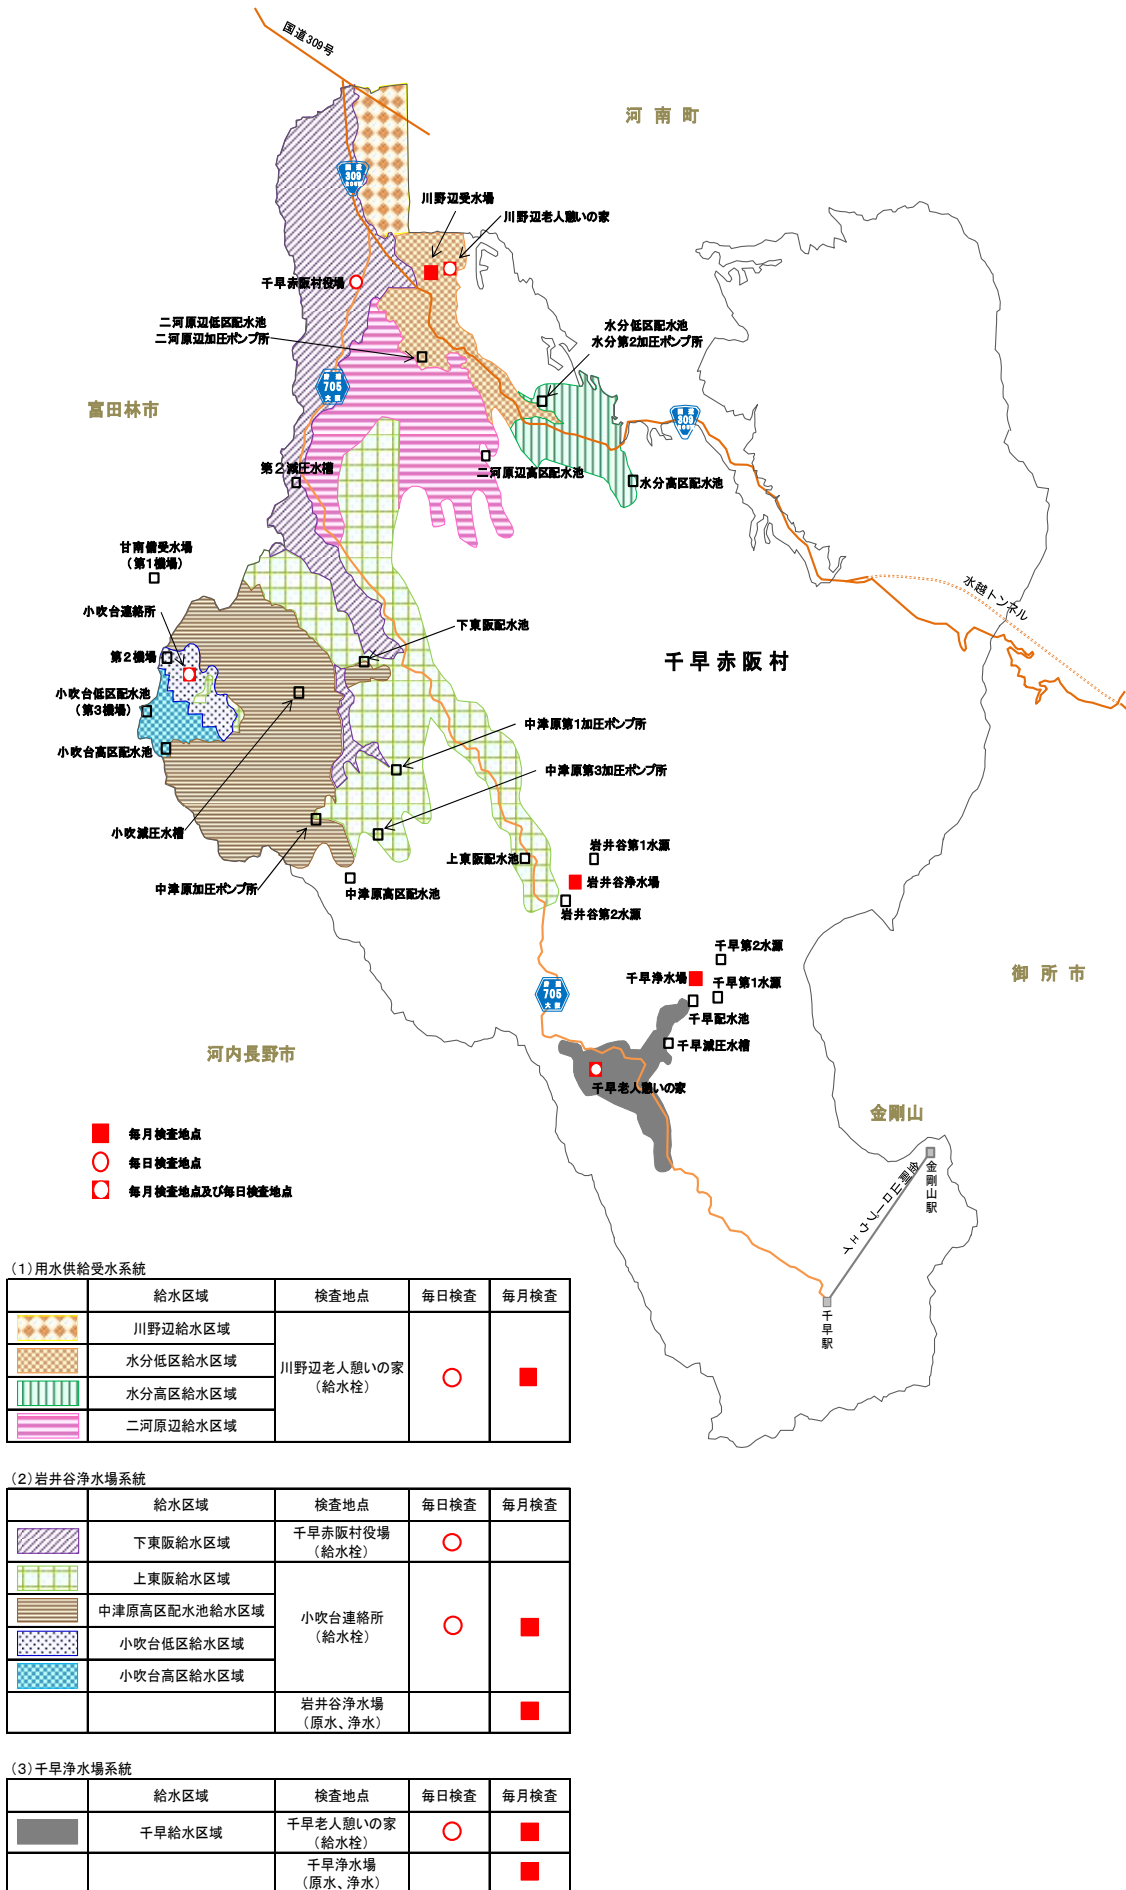 国道309号
河南町
国道
309
川野辺受水場
川野辺老人憩いの家
千早赤阪村役場
二河原辺低区配水池
二河原辺加圧ポンプ所
水分低区配水池
水分第2加圧ポンプ所
705
大阪
富田林市
309
第2減圧水槽
二河原辺高区配水池
水分高区配水池
甘南備受水場
（第1機場）
水越トンネル
小吹台連絡所
下東阪配水池
第2機場
千早赤阪村
小吹台低区配水池
（第3機場）
中津原第1加圧ポンプ所
小吹台高区配水池
中津原第3加圧ポンプ所
小吹減圧水槽
岩井谷第1水源
上東阪配水池
岩井谷浄水場
中津原加圧ポンプ所
中津原高区配水池
岩井谷第2水源
千早第2水源
千早浄水場
千早第1水源
御所市
705
大阪
千早配水池
河内長野市
千早減圧水槽
千早老人憩いの家
金剛山
毎月検査地点
毎日検査地点
毎月検査地点及び毎日検査地点
金剛山駅
金剛山ロープウェイ
千早駅
（1）用水供給受水系統
給水区域 検査地点 毎日検査 毎月検査
川野辺給水区域
水分低区給水区域
川野辺老人憩いの家
（給水栓）
水分高区給水区域
二河原辺給水区域
（2）岩井谷浄水場系統
給水区域 検査地点 毎日検査 毎月検査
下東阪給水区域
千早赤阪村役場
（給水栓）
上東阪給水区域
中津原高区配水池給水区域
小吹台連絡所
（給水栓）
小吹台低区給水区域
小吹台高区給水区域
岩井谷浄水場
（原水、浄水）
（3）千早浄水場系統
給水区域 検査地点 毎日検査 毎月検査
千早給水区域
千早老人憩いの家
（給水栓）
千早浄水場
（原水、浄水）